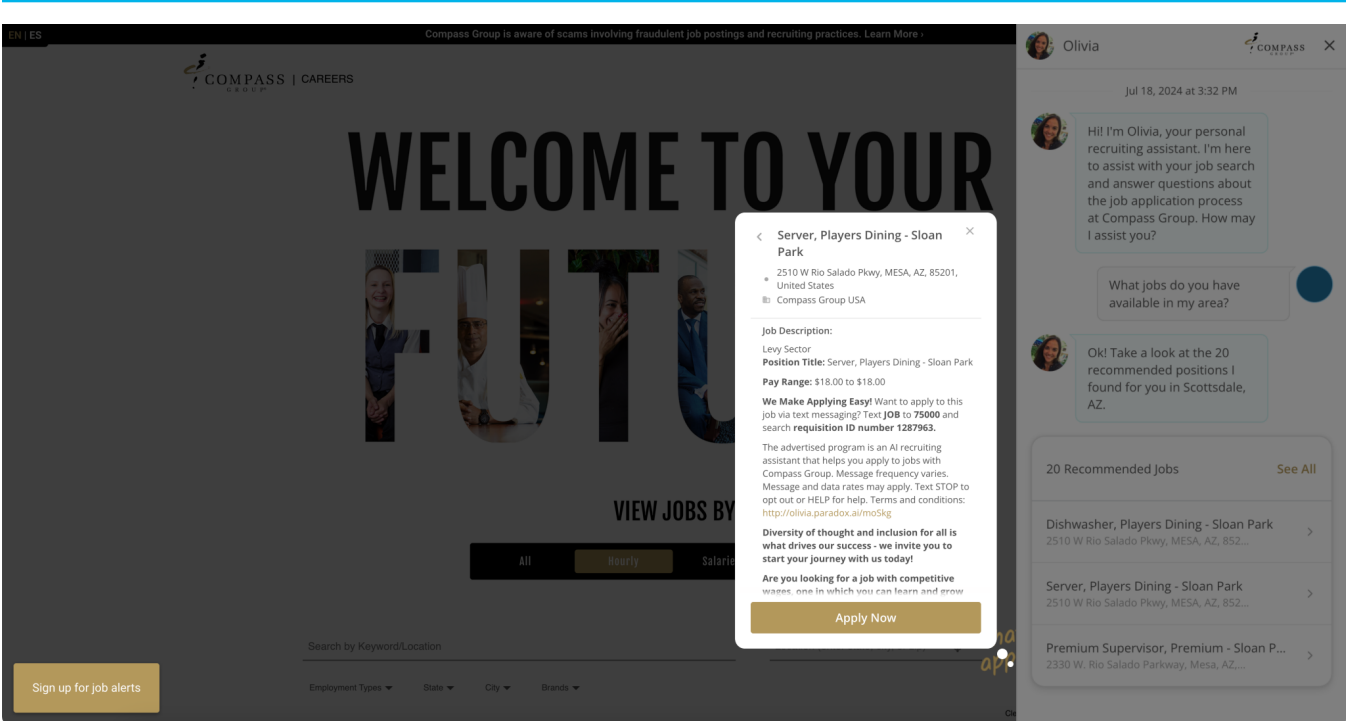 EN | ES
Compass Group is aware of scams involving fraudulent job postings and recruiting practices. Learn More ›
COMPASS | CAREERS
GROUP
WELCOME TO YOUR
VIEW JOBS BY
All Hourly Salarie
Search by Keyword/Location
Employment Types State City Brands
Sign up for job alerts
Server, Players Dining - Sloan
Park
2510 W Rio Salado Pkwy, MESA, AZ, 85201,
United States
Compass Group USA
Job Description:
Levy Sector
Position Title: Server, Players Dining - Sloan Park
Pay Range: $18.00 to $18.00
We Make Applying Easy! Want to apply to this
job via text messaging? Text JOB to 75000 and
search requisition ID number 1287963.
The advertised program is an AI recruiting
assistant that helps you apply to jobs with
Compass Group. Message frequency varies.
Message and data rates may apply. Text STOP to
opt out or HELP for help. Terms and conditions:
http://olivia.paradox.ai/moSkg
Diversity of thought and inclusion for all is
what drives our success - we invite you to
start your journey with us today!
Are you looking for a job with competitive
wages, one in which you can learn and grow
Apply Now
Olivia
COMPASS
GROUP
Jul 18, 2024 at 3:32 PM
Hi! I'm Olivia, your personal
recruiting assistant. I'm here
to assist with your job search
and answer questions about
the job application process
at Compass Group. How may
I assist you?
What jobs do you have
available in my area?
Ok! Take a look at the 20
recommended positions I
found for you in Scottsdale,
AZ.
20 Recommended Jobs See All
Dishwasher, Players Dining - Sloan Park
2510 W Rio Salado Pkwy, MESA, AZ, 852...
Server, Players Dining - Sloan Park
2510 W Rio Salado Pkwy, MESA, AZ, 852...
Premium Supervisor, Premium - Sloan P...
2330 W. Rio Salado Parkway, Mesa, AZ,...